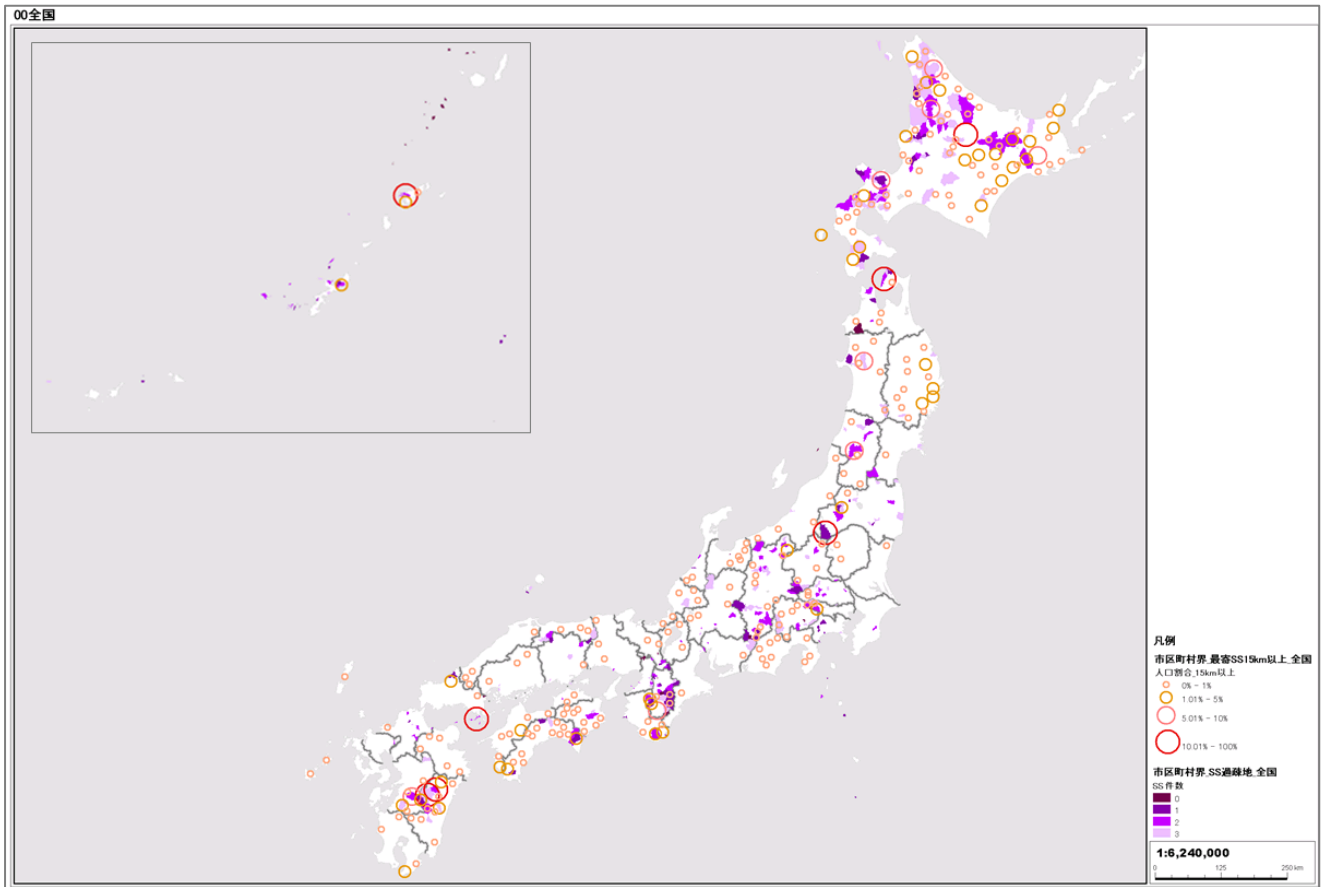 00全国
凡例
市区町村界_最寄SS15km以上_全国
人口割合_15km以上
0% - 1%
1.01% - 5%
5.01% - 10%
10.01% - 100%
市区町村界_SS過疎地_全国
SS件数
0
1
2
3
1:6,240,000
0 125 250 km